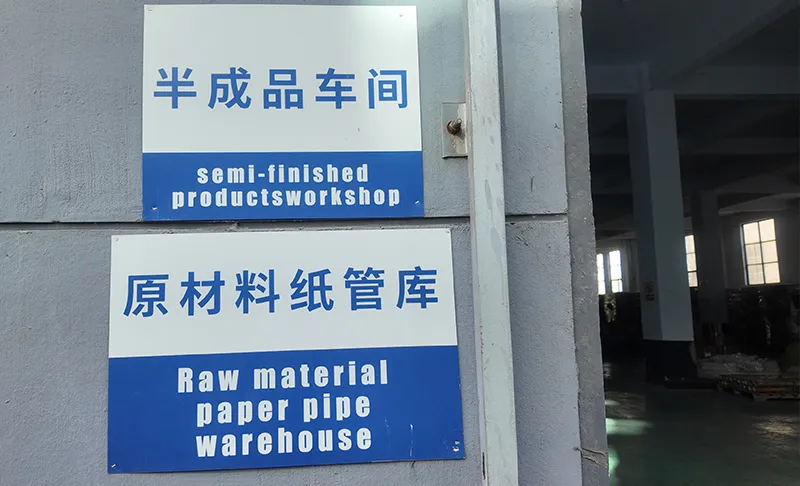 半成品车间
semi-finished
productsworkshop
原材料纸管库
Raw material
paper pipe
warehouse